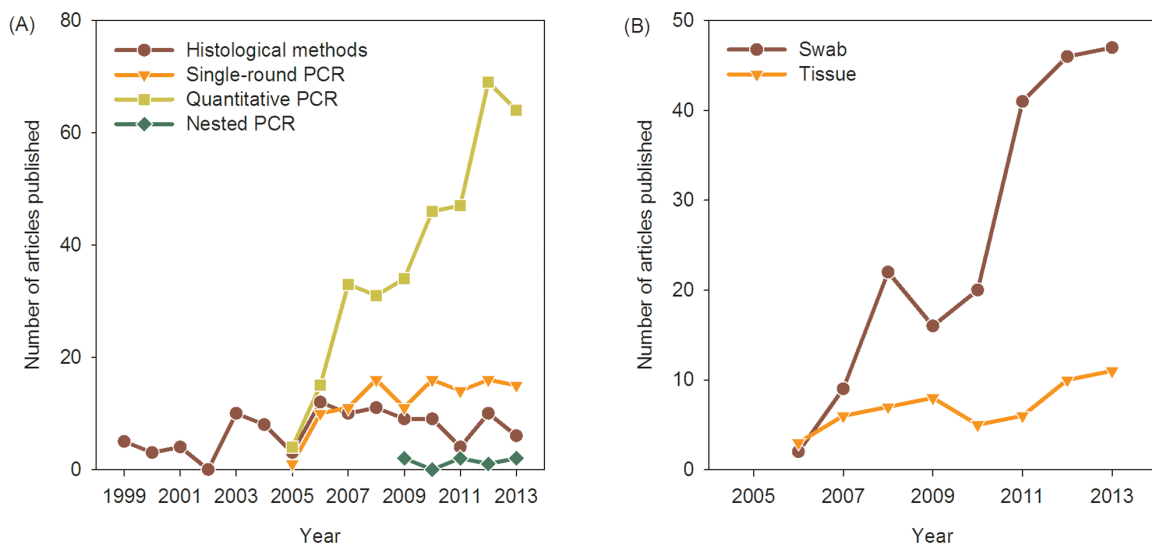 (A)
Number of articles published
80
60
40
20
0
Histological methods
Single-round PCR
Quantitative PCR
Nested PCR
1999 2001 2003 2005 2007 2009 2011 2013
Year
(B)
Number of articles published
50
40
30
20
10
0
Swab
Tissue
2005 2007 2009 2011 2013
Year